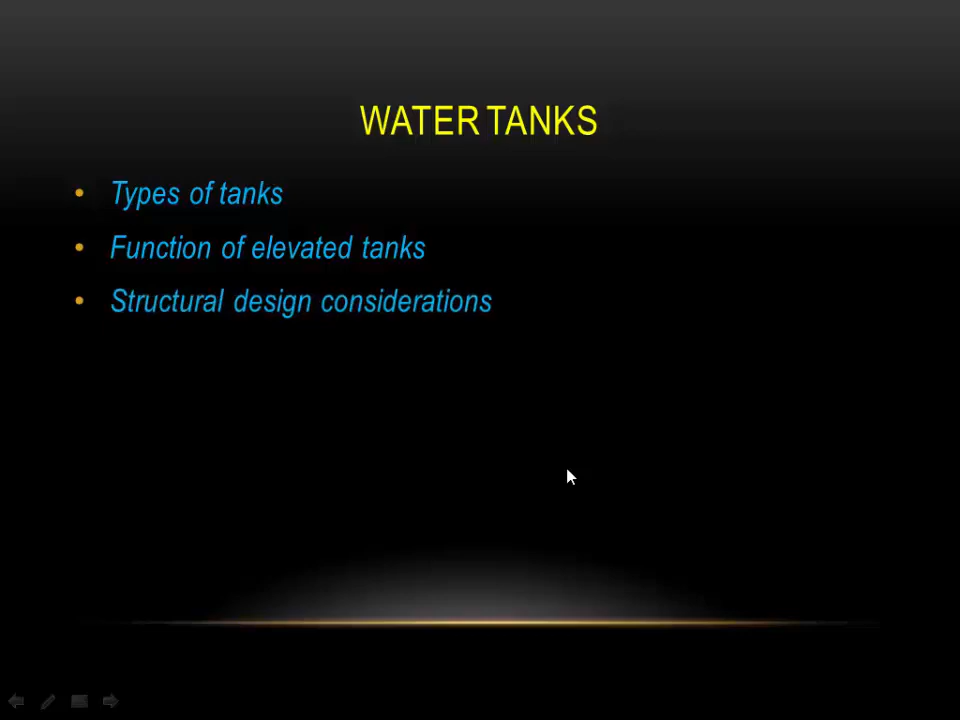 WATER TANKS
• Types of tanks
• Function of elevated tanks
• Structural design considerations